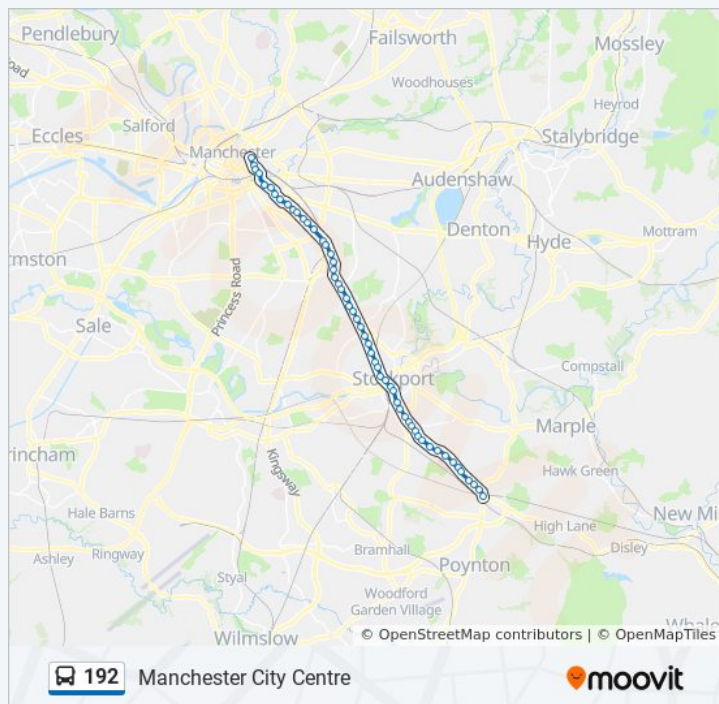 Pendlebury
Failsworth
Mossley
Road
Woodhouses
Heyrod
Salford
Eccles
Manchester
Stalybridge
Audenshaw
Denton
Hyde
Mottram
rmston
Princess Road
Sale
Compstall
Stockport
Marple
rincham
Kingsway
Hawk Green
Hale Barns
New Mi
High Lane
Ringway
Disley
Ashley
Bramhall
Styal
Poynton
Woodford
Garden Village
Whale
Wilmslow
© OpenStreetMap contributors | © OpenMapTiles
192 Manchester City Centre
moovit